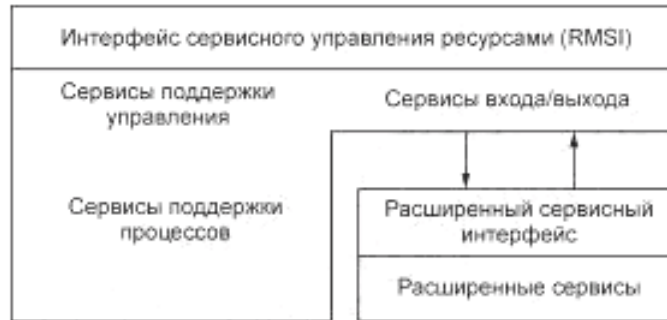 Интерфейс сервисного управления ресурсами (RMSI)
Сервисы поддержки
управления
Сервисы входа/выхода
Сервисы поддержки
процессов
Расширенный сервисный
интерфейс
Расширенные сервисы